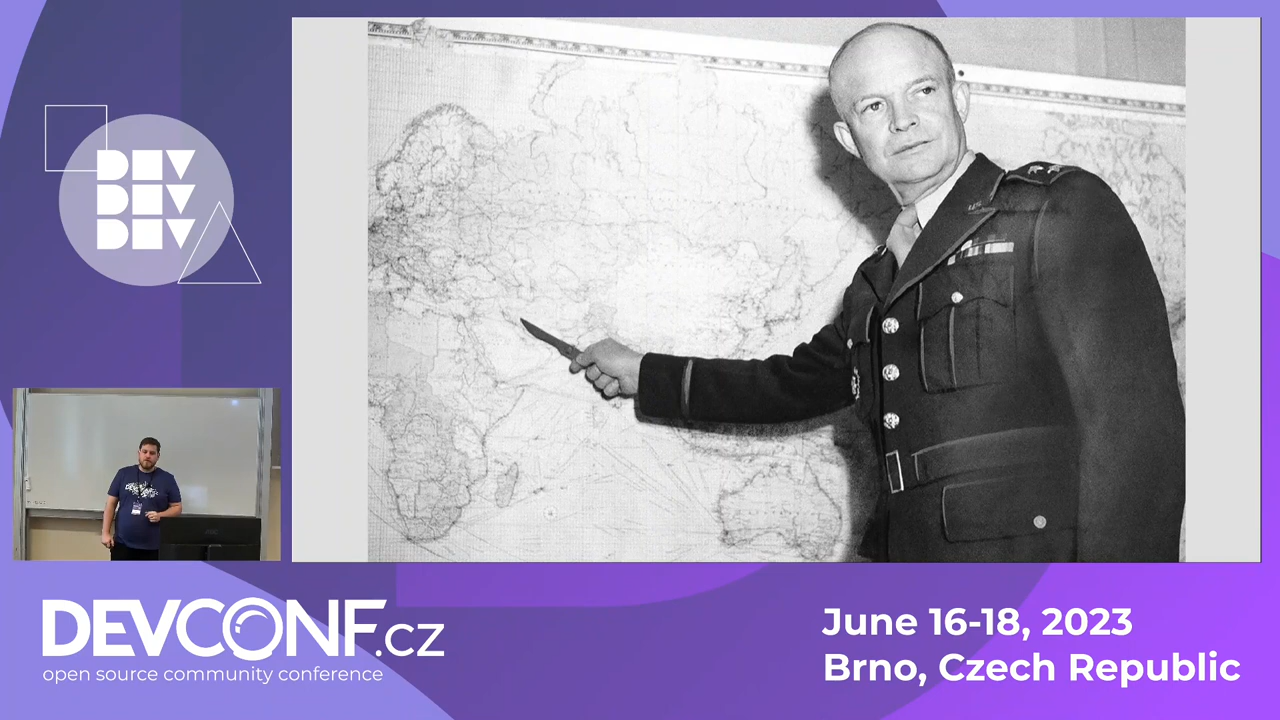 DEV
DEV
DEV
DEVCONF.cz
open source community conference
June 16-18, 2023
Brno, Czech Republic